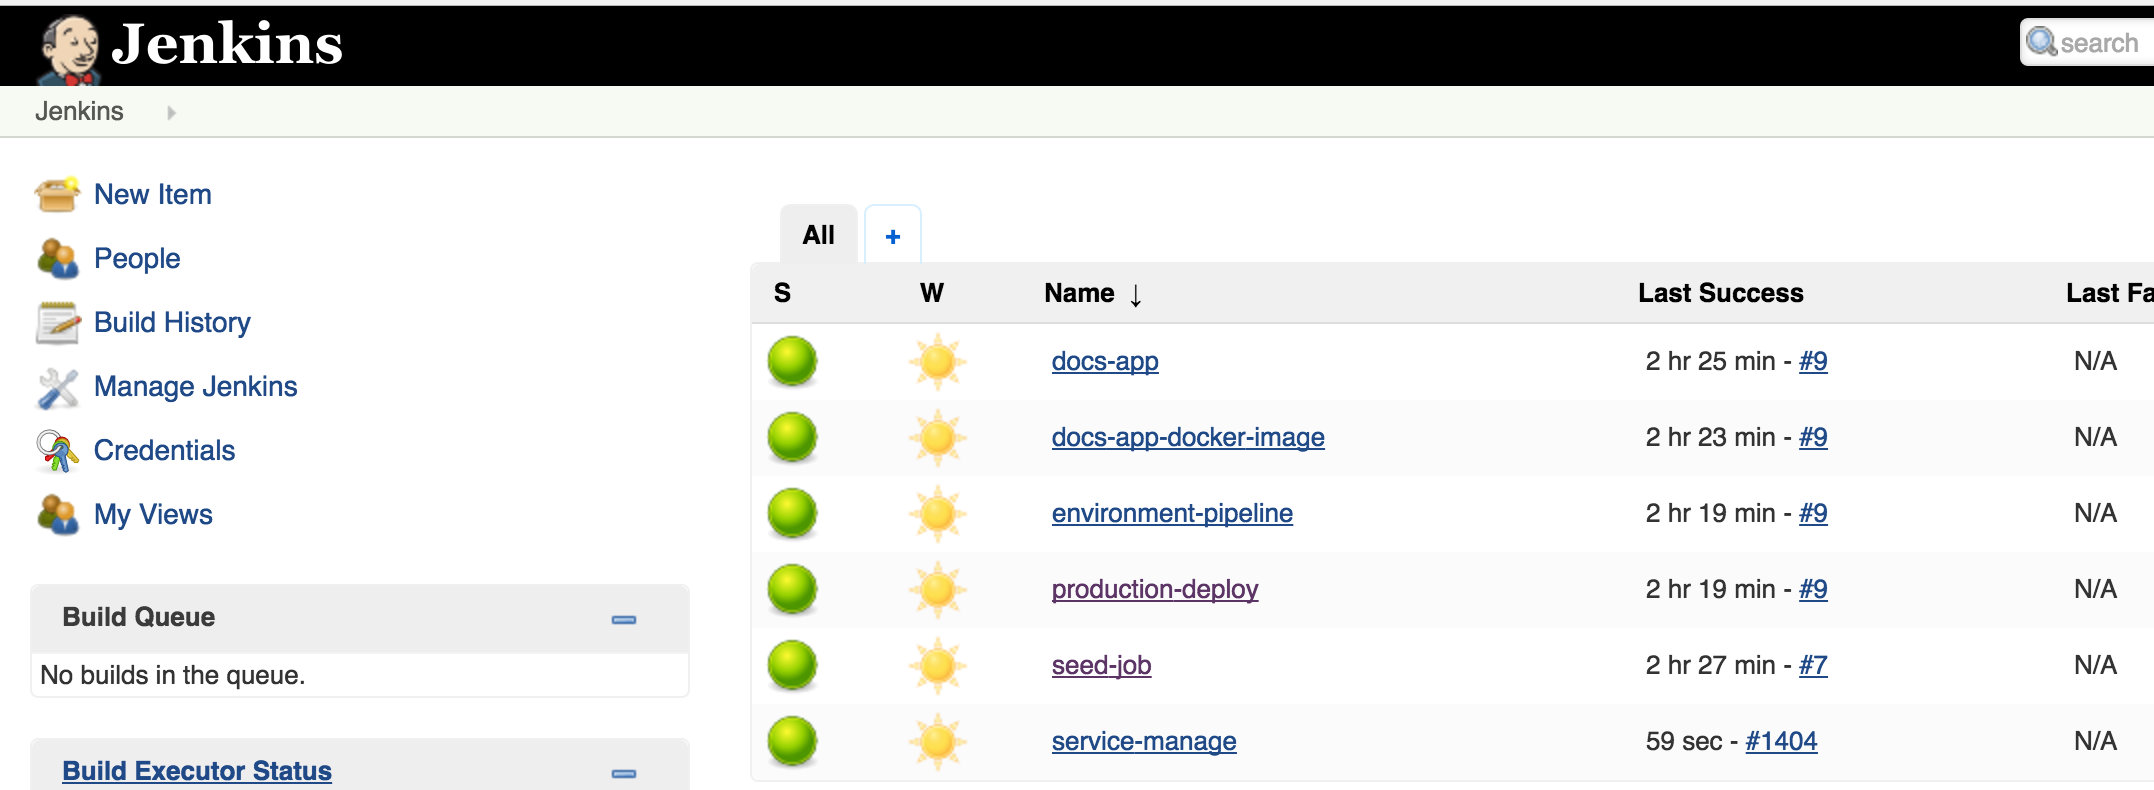 Jenkins
search
Jenkins
New Item
People
Build History
Manage Jenkins
Credentials
My Views
Build Queue
No builds in the queue.
Build Executor Status
All +
S W Name ↓ Last Success Last Fa
docs-app 2 hr 25 min - #9 N/A
docs-app-docker-image 2 hr 23 min - #9 N/A
environment-pipeline 2 hr 19 min - #9 N/A
production-deploy 2 hr 19 min - #9 N/A
seed-job 2 hr 27 min - #7 N/A
service-manage 59 sec - #1404 N/A